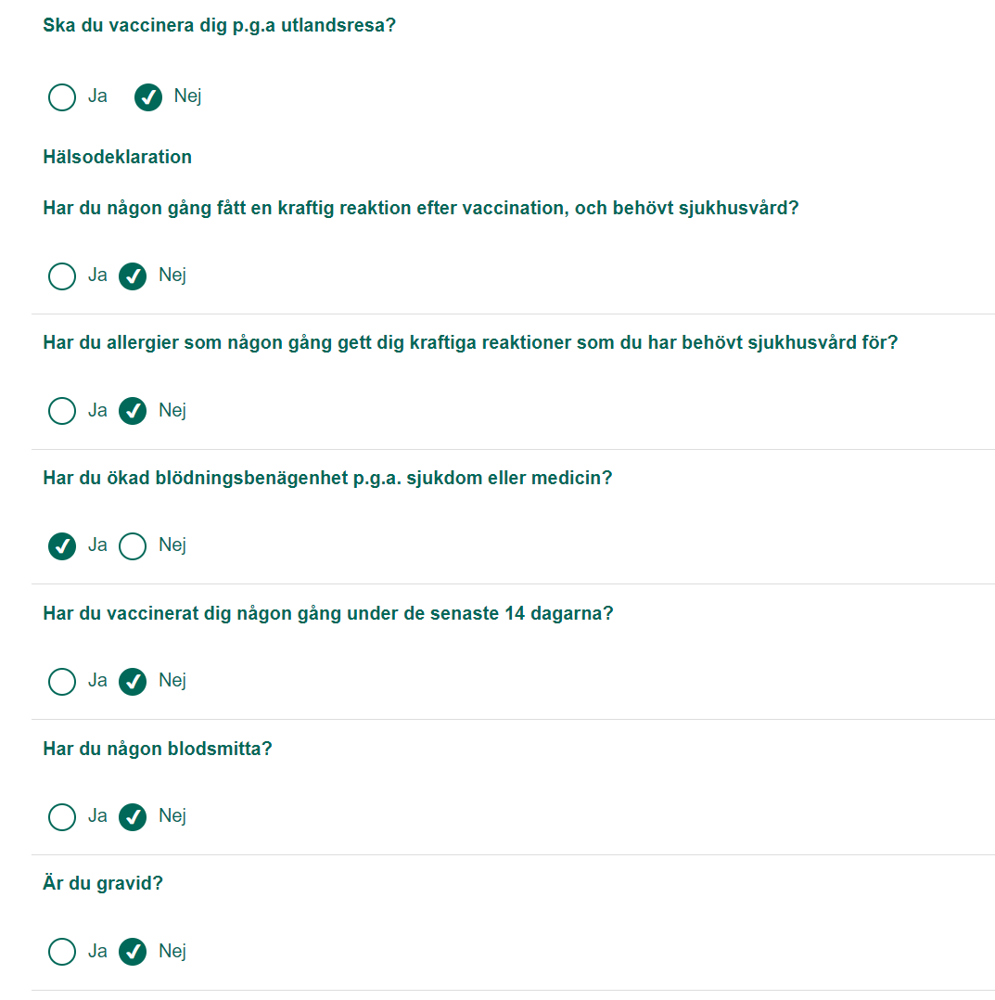 Ska du vaccinera dig p.g.a utlandsresa?
Ja Nej
Hälsodeklaration
Har du någon gång fått en kraftig reaktion efter vaccination, och behövt sjukhusvård?
Ja Nej
Har du allergier som någon gång gett dig kraftiga reaktioner som du har behövt sjukhusvård för?
Ja Nej
Har du ökad blödningsbenägenhet p.g.a. sjukdom eller medicin?
Ja Nej
Har du vaccinerat dig någon gång under de senaste 14 dagarna?
Ja Nej
Har du någon blodsmitta?
Ja Nej
Är du gravid?
Ja Nej